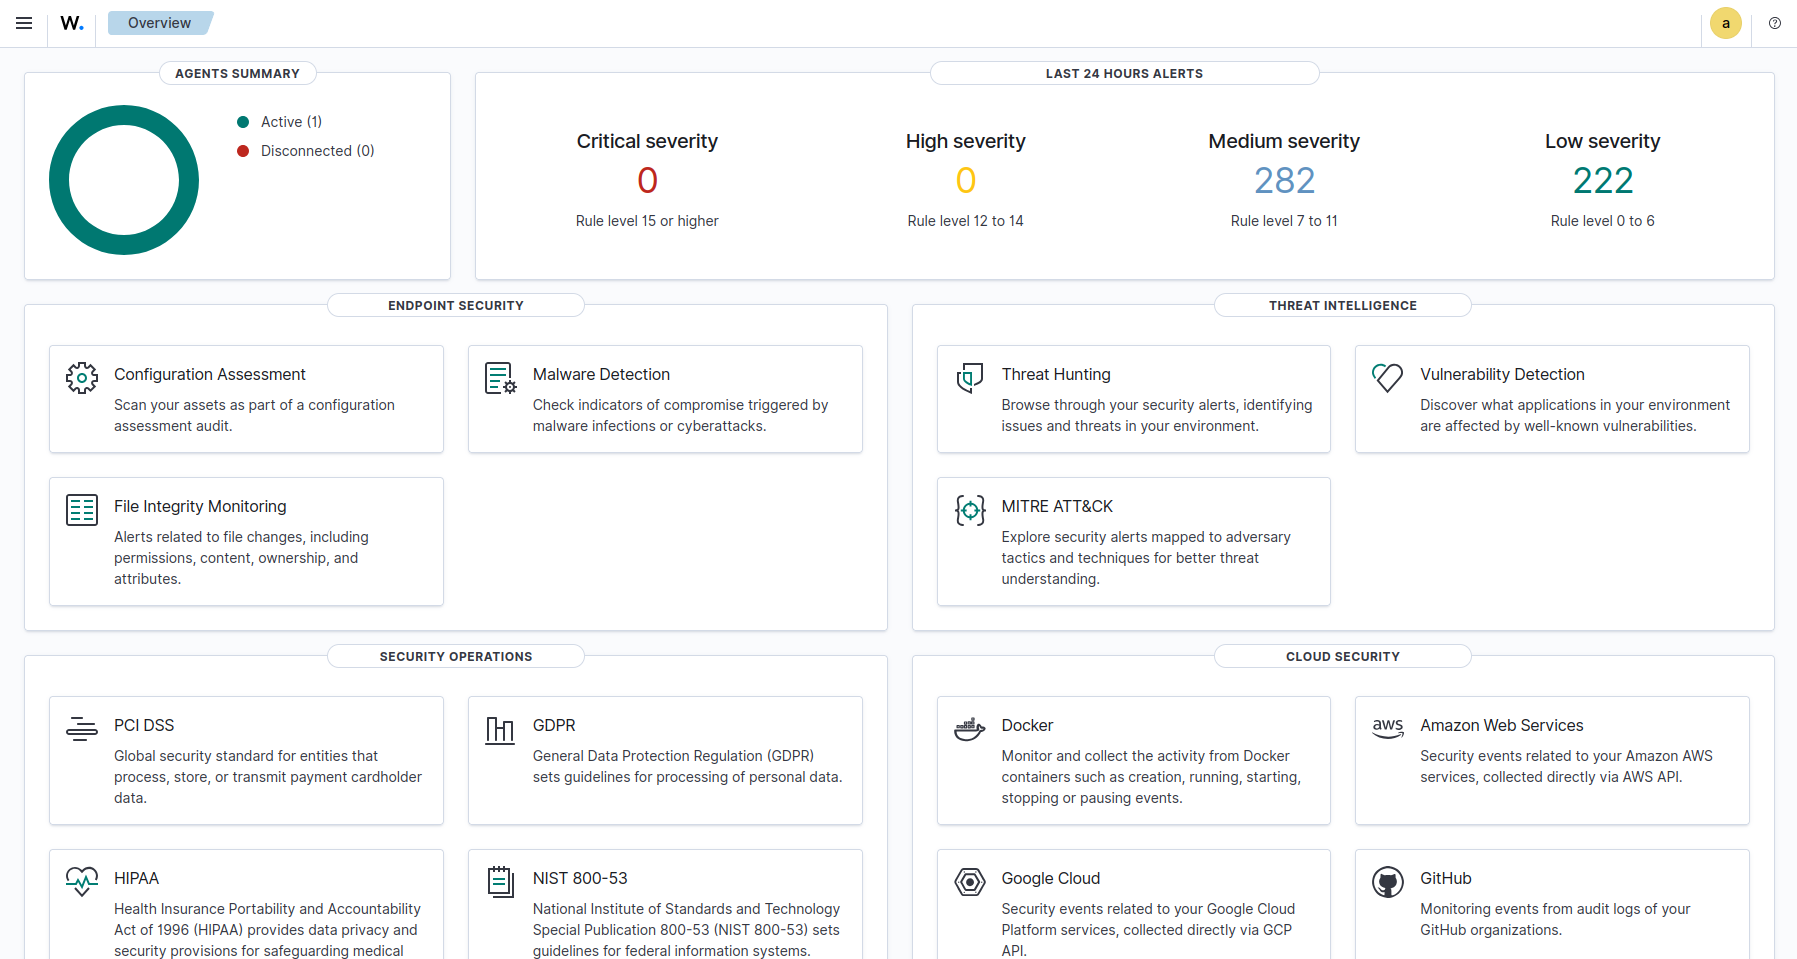 W.
Overview
a
AGENTS SUMMARY
Active (1)
Disconnected (0)
LAST 24 HOURS ALERTS
Critical severity
0
Rule level 15 or higher
High severity
0
Rule level 12 to 14
Medium severity
282
Rule level 7 to 11
Low severity
222
Rule level 0 to 6
ENDPOINT SECURITY
Configuration Assessment
Scan your assets as part of a configuration
assessment audit.
Malware Detection
Check indicators of compromise triggered by
malware infections or cyberattacks.
File Integrity Monitoring
Alerts related to file changes, including
permissions, content, ownership, and
attributes.
THREAT INTELLIGENCE
Threat Hunting
Browse through your security alerts, identifying
issues and threats in your environment.
Vulnerability Detection
Discover what applications in your environment
are affected by well-known vulnerabilities.
MITRE ATT&CK
Explore security alerts mapped to adversary
tactics and techniques for better threat
understanding.
SECURITY OPERATIONS
PCI DSS
Global security standard for entities that
process, store, or transmit payment cardholder
data.
GDPR
General Data Protection Regulation (GDPR)
sets guidelines for processing of personal data.
HIPAA
Health Insurance Portability and Accountability
Act of 1996 (HIPAA) provides data privacy and
security provisions for safeguarding medical
NIST 800-53
National Institute of Standards and Technology
Special Publication 800-53 (NIST 800-53) sets
guidelines for federal information systems.
CLOUD SECURITY
Docker
Monitor and collect the activity from Docker
containers such as creation, running, starting,
stopping or pausing events.
aws
Amazon Web Services
Security events related to your Amazon AWS
services, collected directly via AWS API.
Google Cloud
Security events related to your Google Cloud
Platform services, collected directly via GCP
API.
GitHub
Monitoring events from audit logs of your
GitHub organizations.